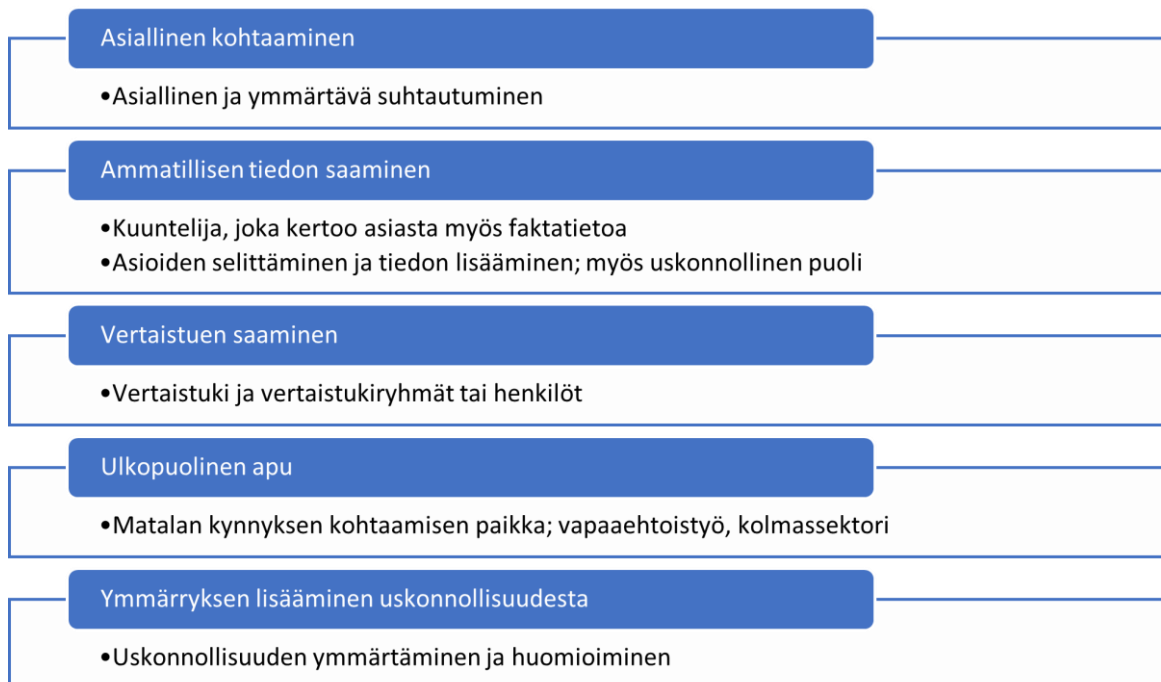 Asiallinen kohtaaminen
•Asiallinen ja ymmärtävä suhtautuminen
Ammatillisen tiedon saaminen
•Kuuntelija, joka kertoo asiasta myös faktatietoa
•Asioiden selittäminen ja tiedon lisääminen; myös uskonnollinen puoli
Vertaistuen saaminen
•Vertaistuki ja vertaistukiryhmät tai henkilöt
Ulkopuolinen apu
•Matalan kynnyksen kohtaamisen paikka; vapaaehtoistyö, kolmassektori
Ymmärryksen lisääminen uskonnollisuudesta
•Uskonnollisuuden ymmärtäminen ja huomioiminen